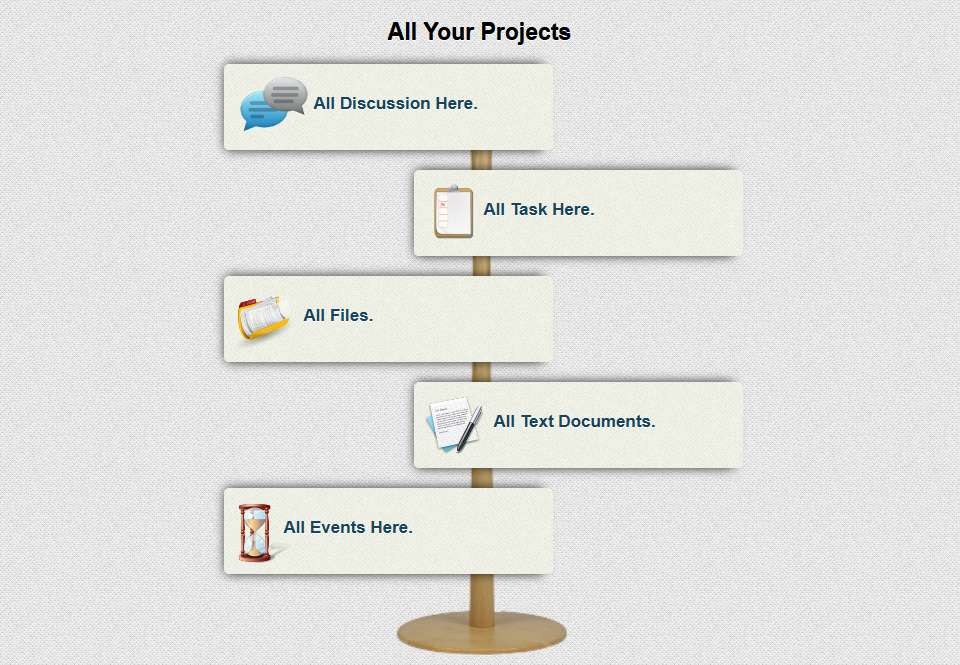 All Your Projects
All Discussion Here.
All Task Here.
All Files.
All Text Documents.
All Events Here.